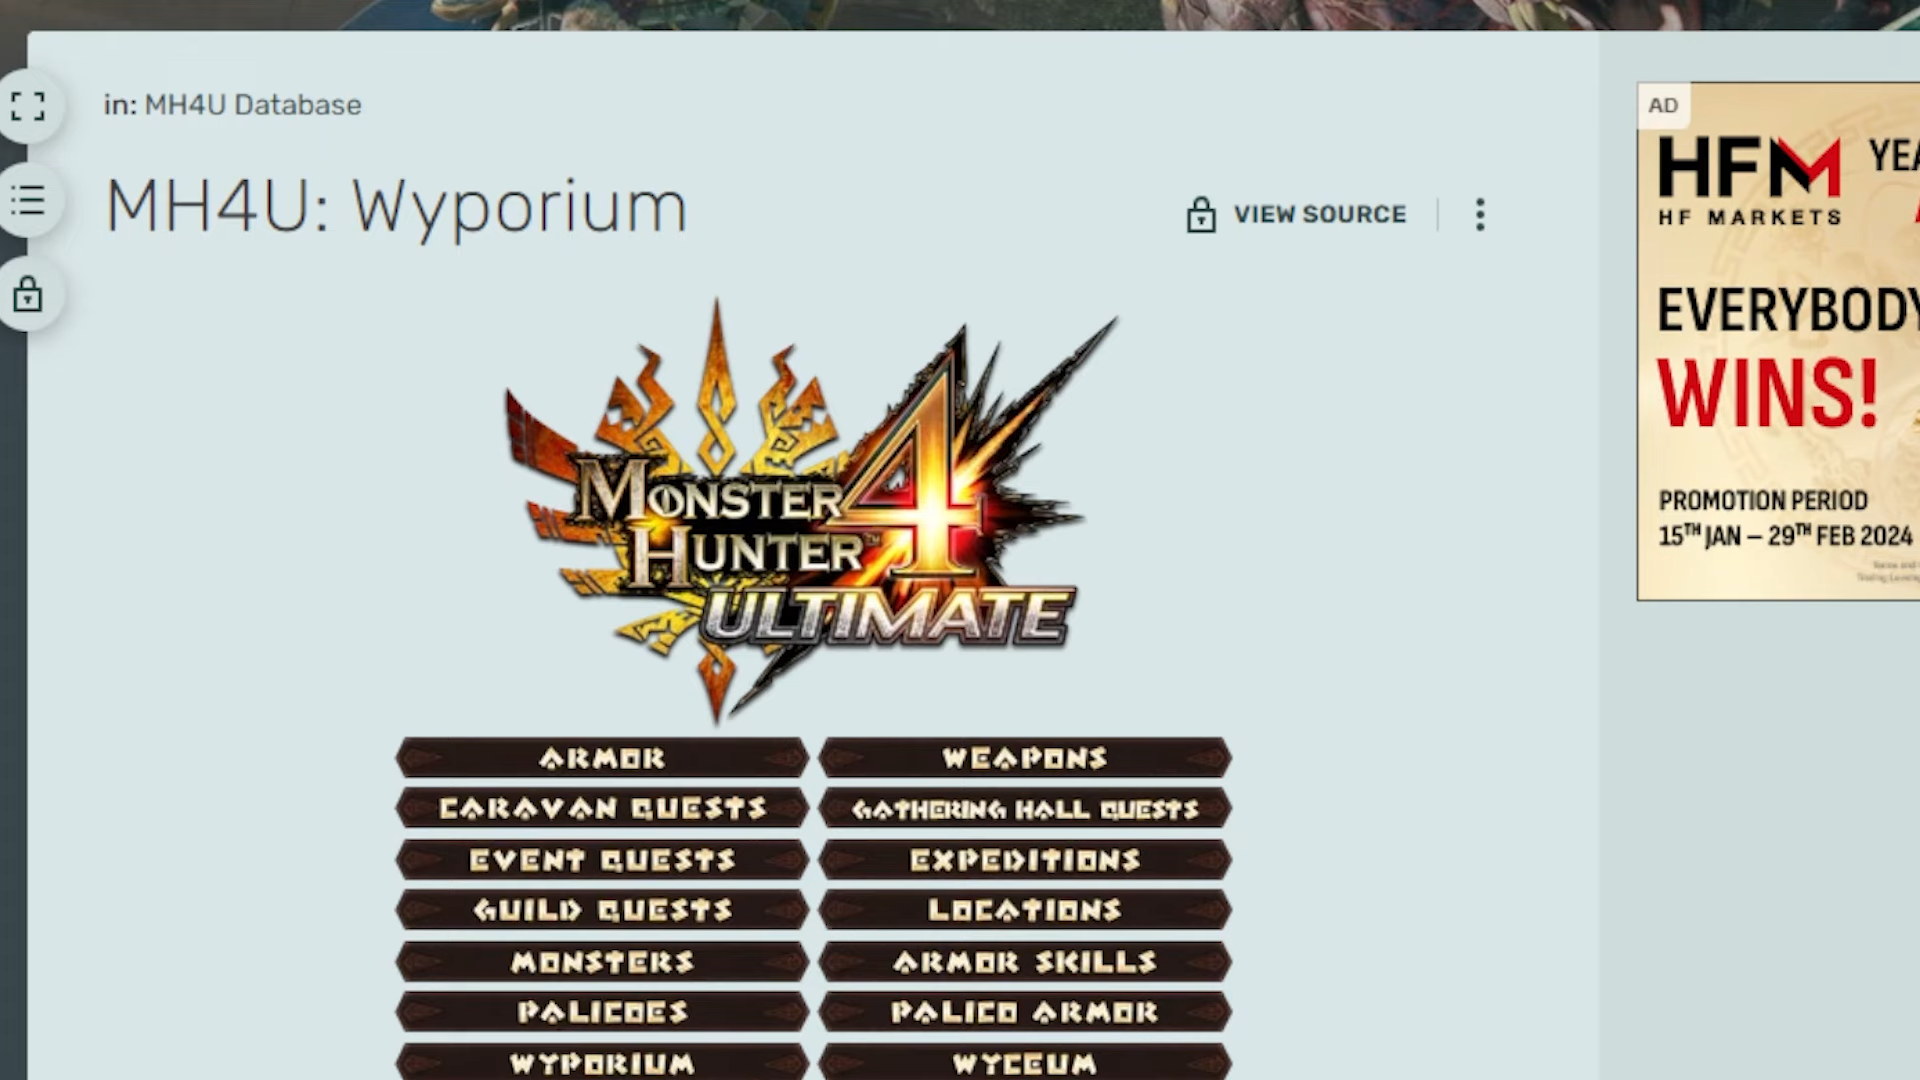 in: MH4U Database
MH4U: Wyporium
VIEW SOURCE
MONSTER
HUNTER™
4
ULTIMATE
ARMOR
WEAPONS
CARAVAN QUESTS
GATHERING HALL QUESTS
EVENT QUESTS
EXPEDITIONS
GUILD QUESTS
LOCATIONS
MONSTERS
ARMOR SKILLS
PALICOES
PALICO ARMOR
WYPORIUM
WYCEUM
AD
HFM
HF MARKETS
EVERYBODY
WINS!
PROMOTION PERIOD
15TH JAN – 29TH FEB 2024